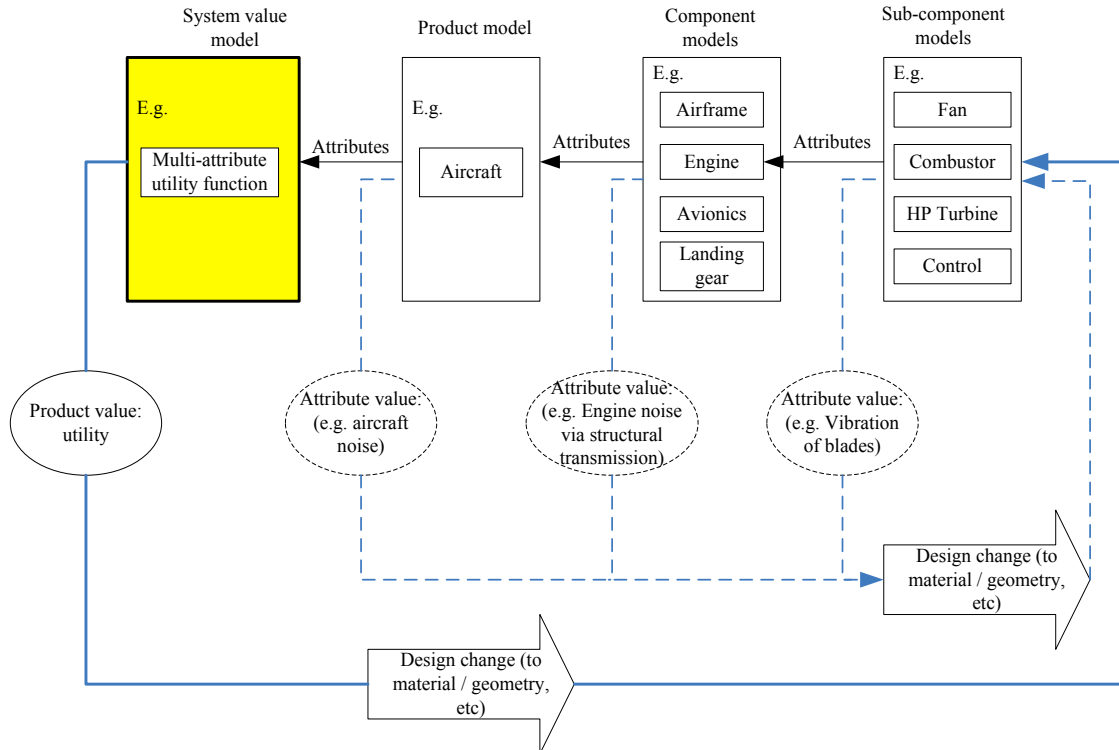 System value
model
Product model
Component
models
Sub-component
models
E.g.
Multi-attribute
utility function
Attributes
E.g.
Aircraft
Attributes
E.g.
Airframe
Engine
Avionics
Landing
gear
Attributes
E.g.
Fan
Combustor
HP Turbine
Control
Product value:
utility
Attribute value:
(e.g. aircraft
noise)
Attribute value:
(e.g. Engine noise
via structural
transmission)
Attribute value:
(e.g. Vibration
of blades)
Design change (to
material / geometry,
etc)
Design change (to
material / geometry,
etc)